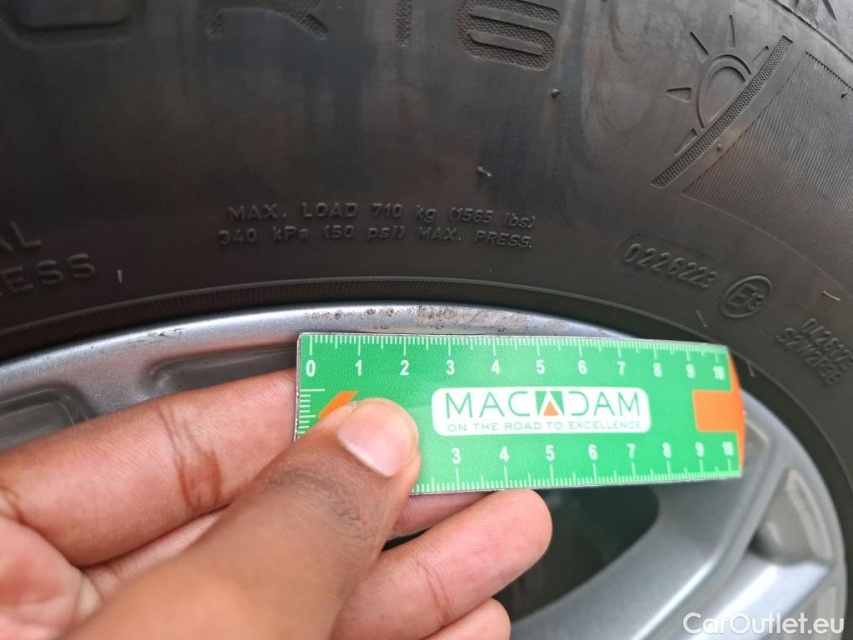 MAX. LOAD 710 kg (1565 lbs)
340 kPa (50 psi) MAX. PRESS.
0226223
E13
0 1 2 3 4 5 6 7 8 9 10
MACADAM
ON THE ROAD TO EXCELLENCE
3 4 5 6 7 8 9 10
CarOutlet.eu